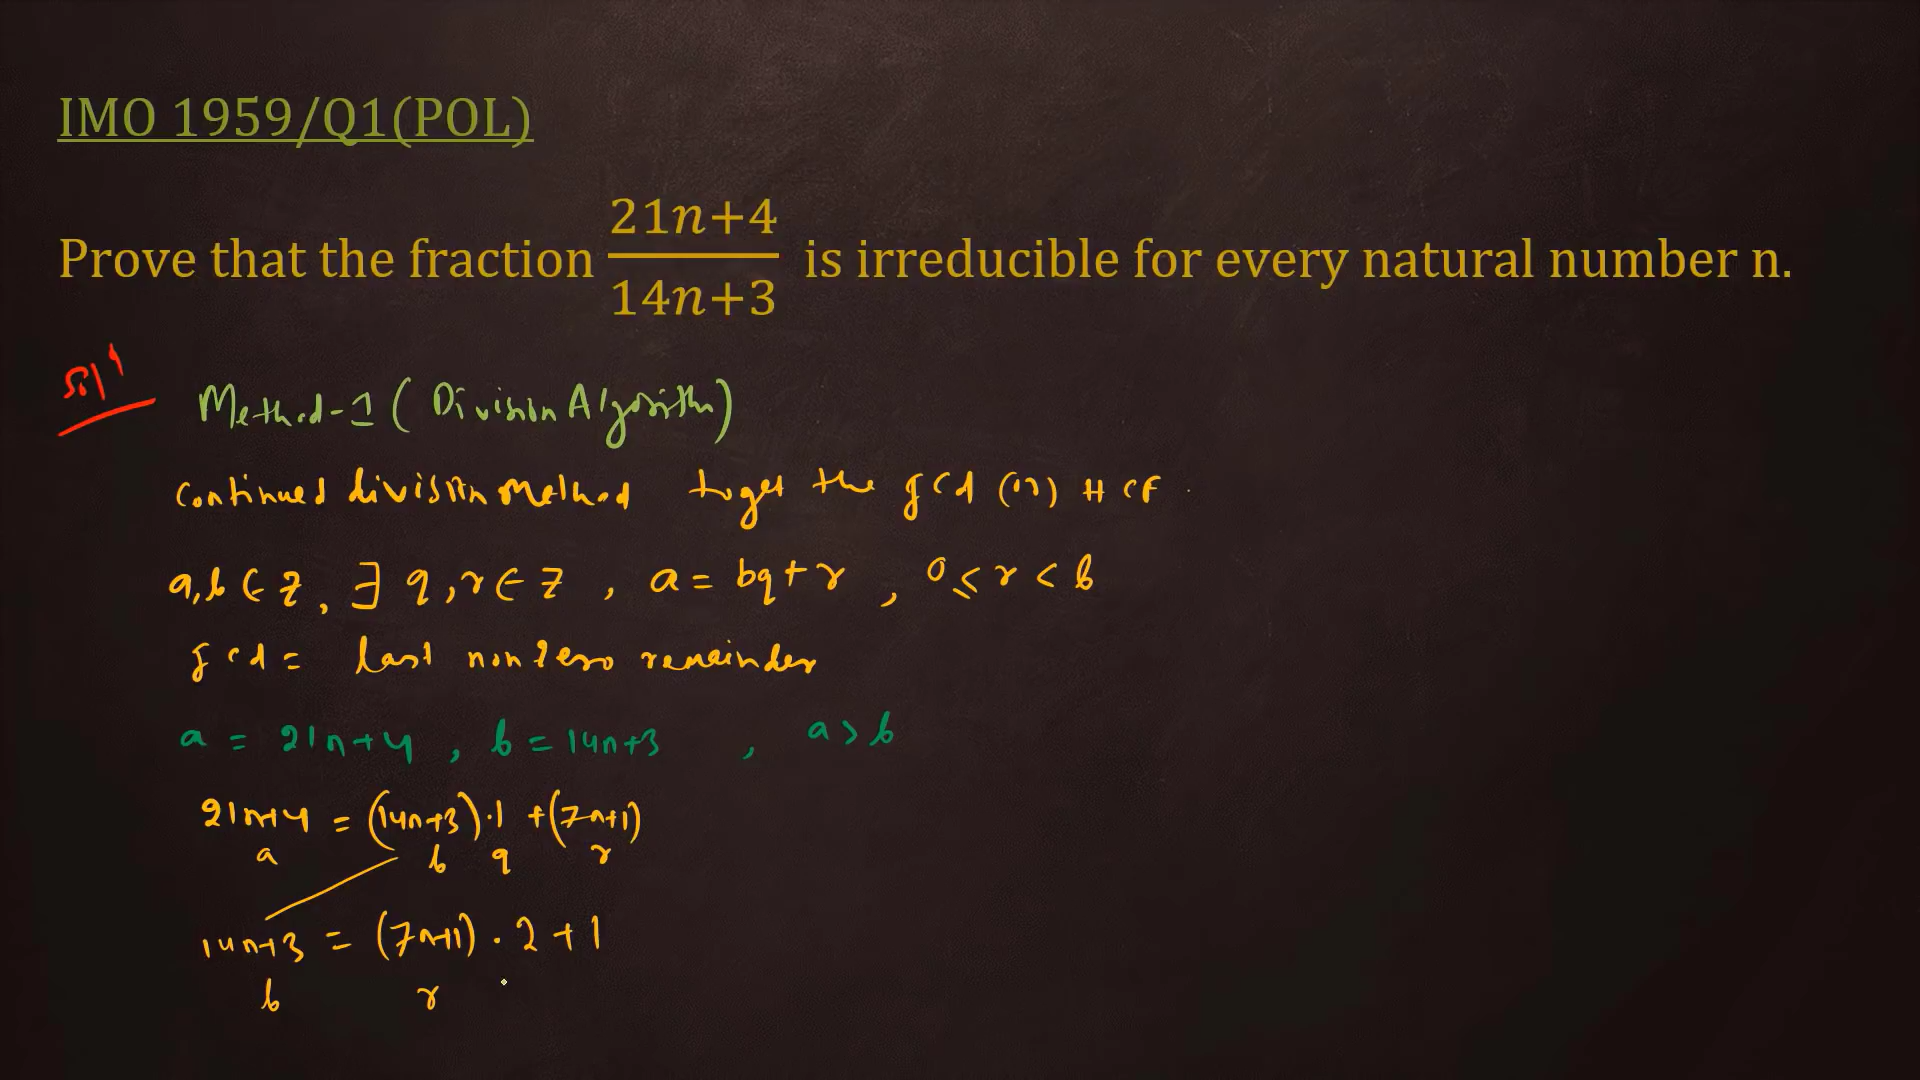 IMO 1959/Q1(POL)
Prove that the fraction (21n+4)/(14n+3) is irreducible for every natural number n.
Sol'
Method-1 (Division Algorithm)
Continued division Method to get the gcd (or) HCF.
a,b ∈ Z, ∃ q,r ∈ Z, a = bq+r, 0 ≤ r < b
gcd = last nonzero remainder
a = 21n+4, b = 14n+3, a > b
21n+4 = (14n+3)·1 + (7n+1)
a b q r
14n+3 = (7n+1)·2 + 1
b r